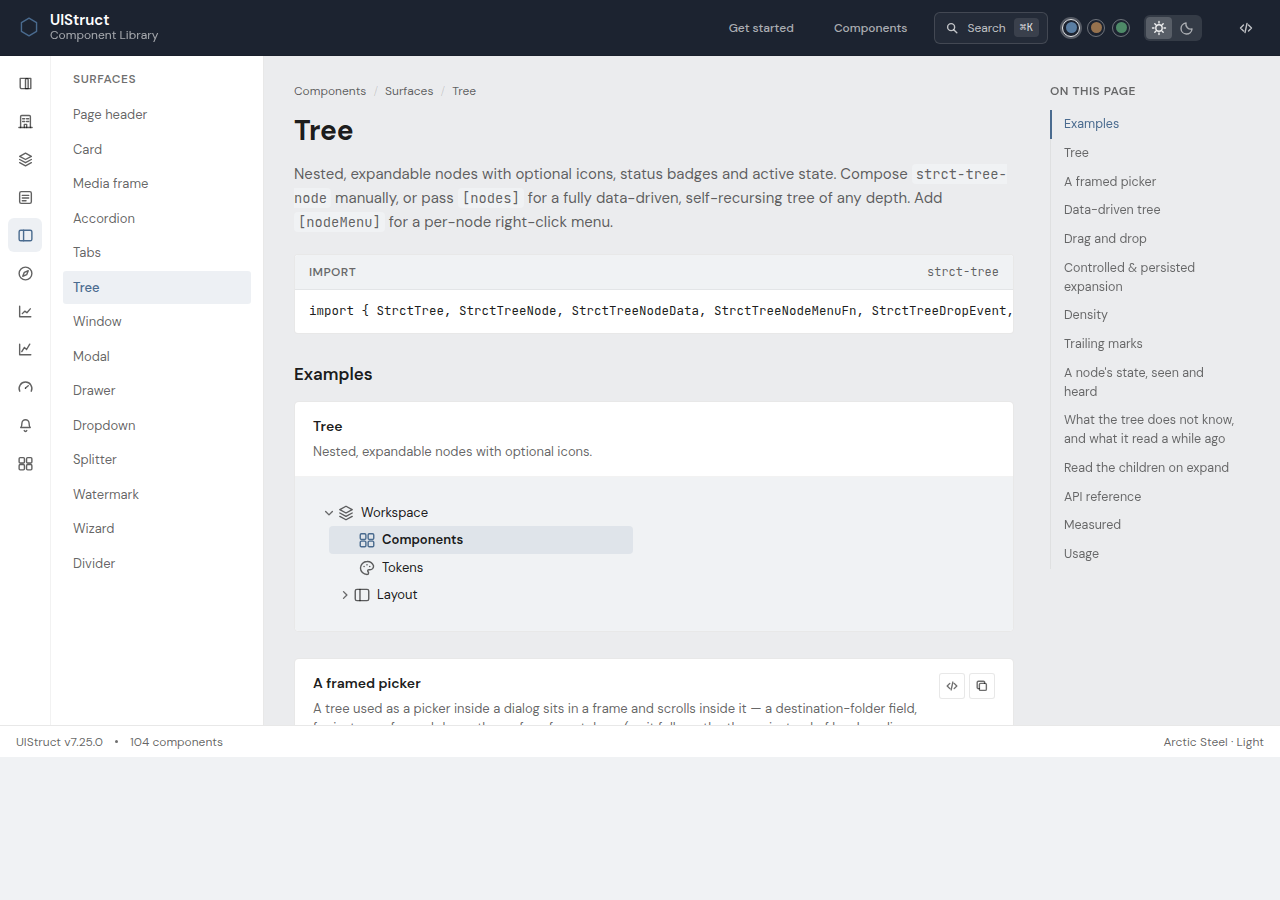 UIStruct
Component Library
Get started
Components
Search
⌘K
SURFACES
Page header
Card
Media frame
Accordion
Tabs
Tree
Window
Modal
Drawer
Dropdown
Splitter
Watermark
Wizard
Divider
Components / Surfaces / Tree
Tree
Nested, expandable nodes with optional icons, status badges and active state. Compose strct-tree-
node manually, or pass [nodes] for a fully data-driven, self-recursing tree of any depth. Add
[nodeMenu] for a per-node right-click menu.
IMPORT
strct-tree
import { StrctTree, StrctTreeNode, StrctTreeNodeData, StrctTreeNodeMenuFn, StrctTreeDropEvent,
Examples
Tree
Nested, expandable nodes with optional icons.
Workspace
Components
Tokens
Layout
A framed picker
A tree used as a picker inside a dialog sits in a frame and scrolls inside it — a destination-folder field,
ON THIS PAGE
Examples
Tree
A framed picker
Data-driven tree
Drag and drop
Controlled & persisted
expansion
Density
Trailing marks
A node's state, seen and
heard
What the tree does not know,
and what it read a while ago
Read the children on expand
API reference
Measured
Usage
UIStruct v7.25.0 • 104 components
Arctic Steel · Light